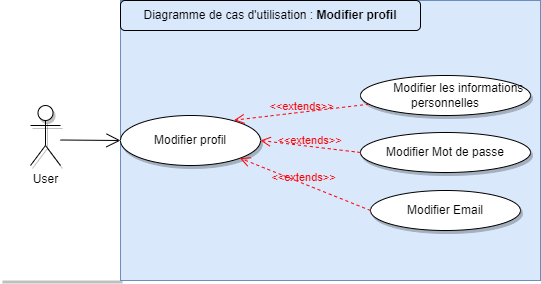 Diagramme de cas d'utilisation : Modifier profil
Modifier les informations
personnelles
<<extends>>
Modifier profil
<<extends>>
Modifier Mot de passe
<<extends>>
User
Modifier Email